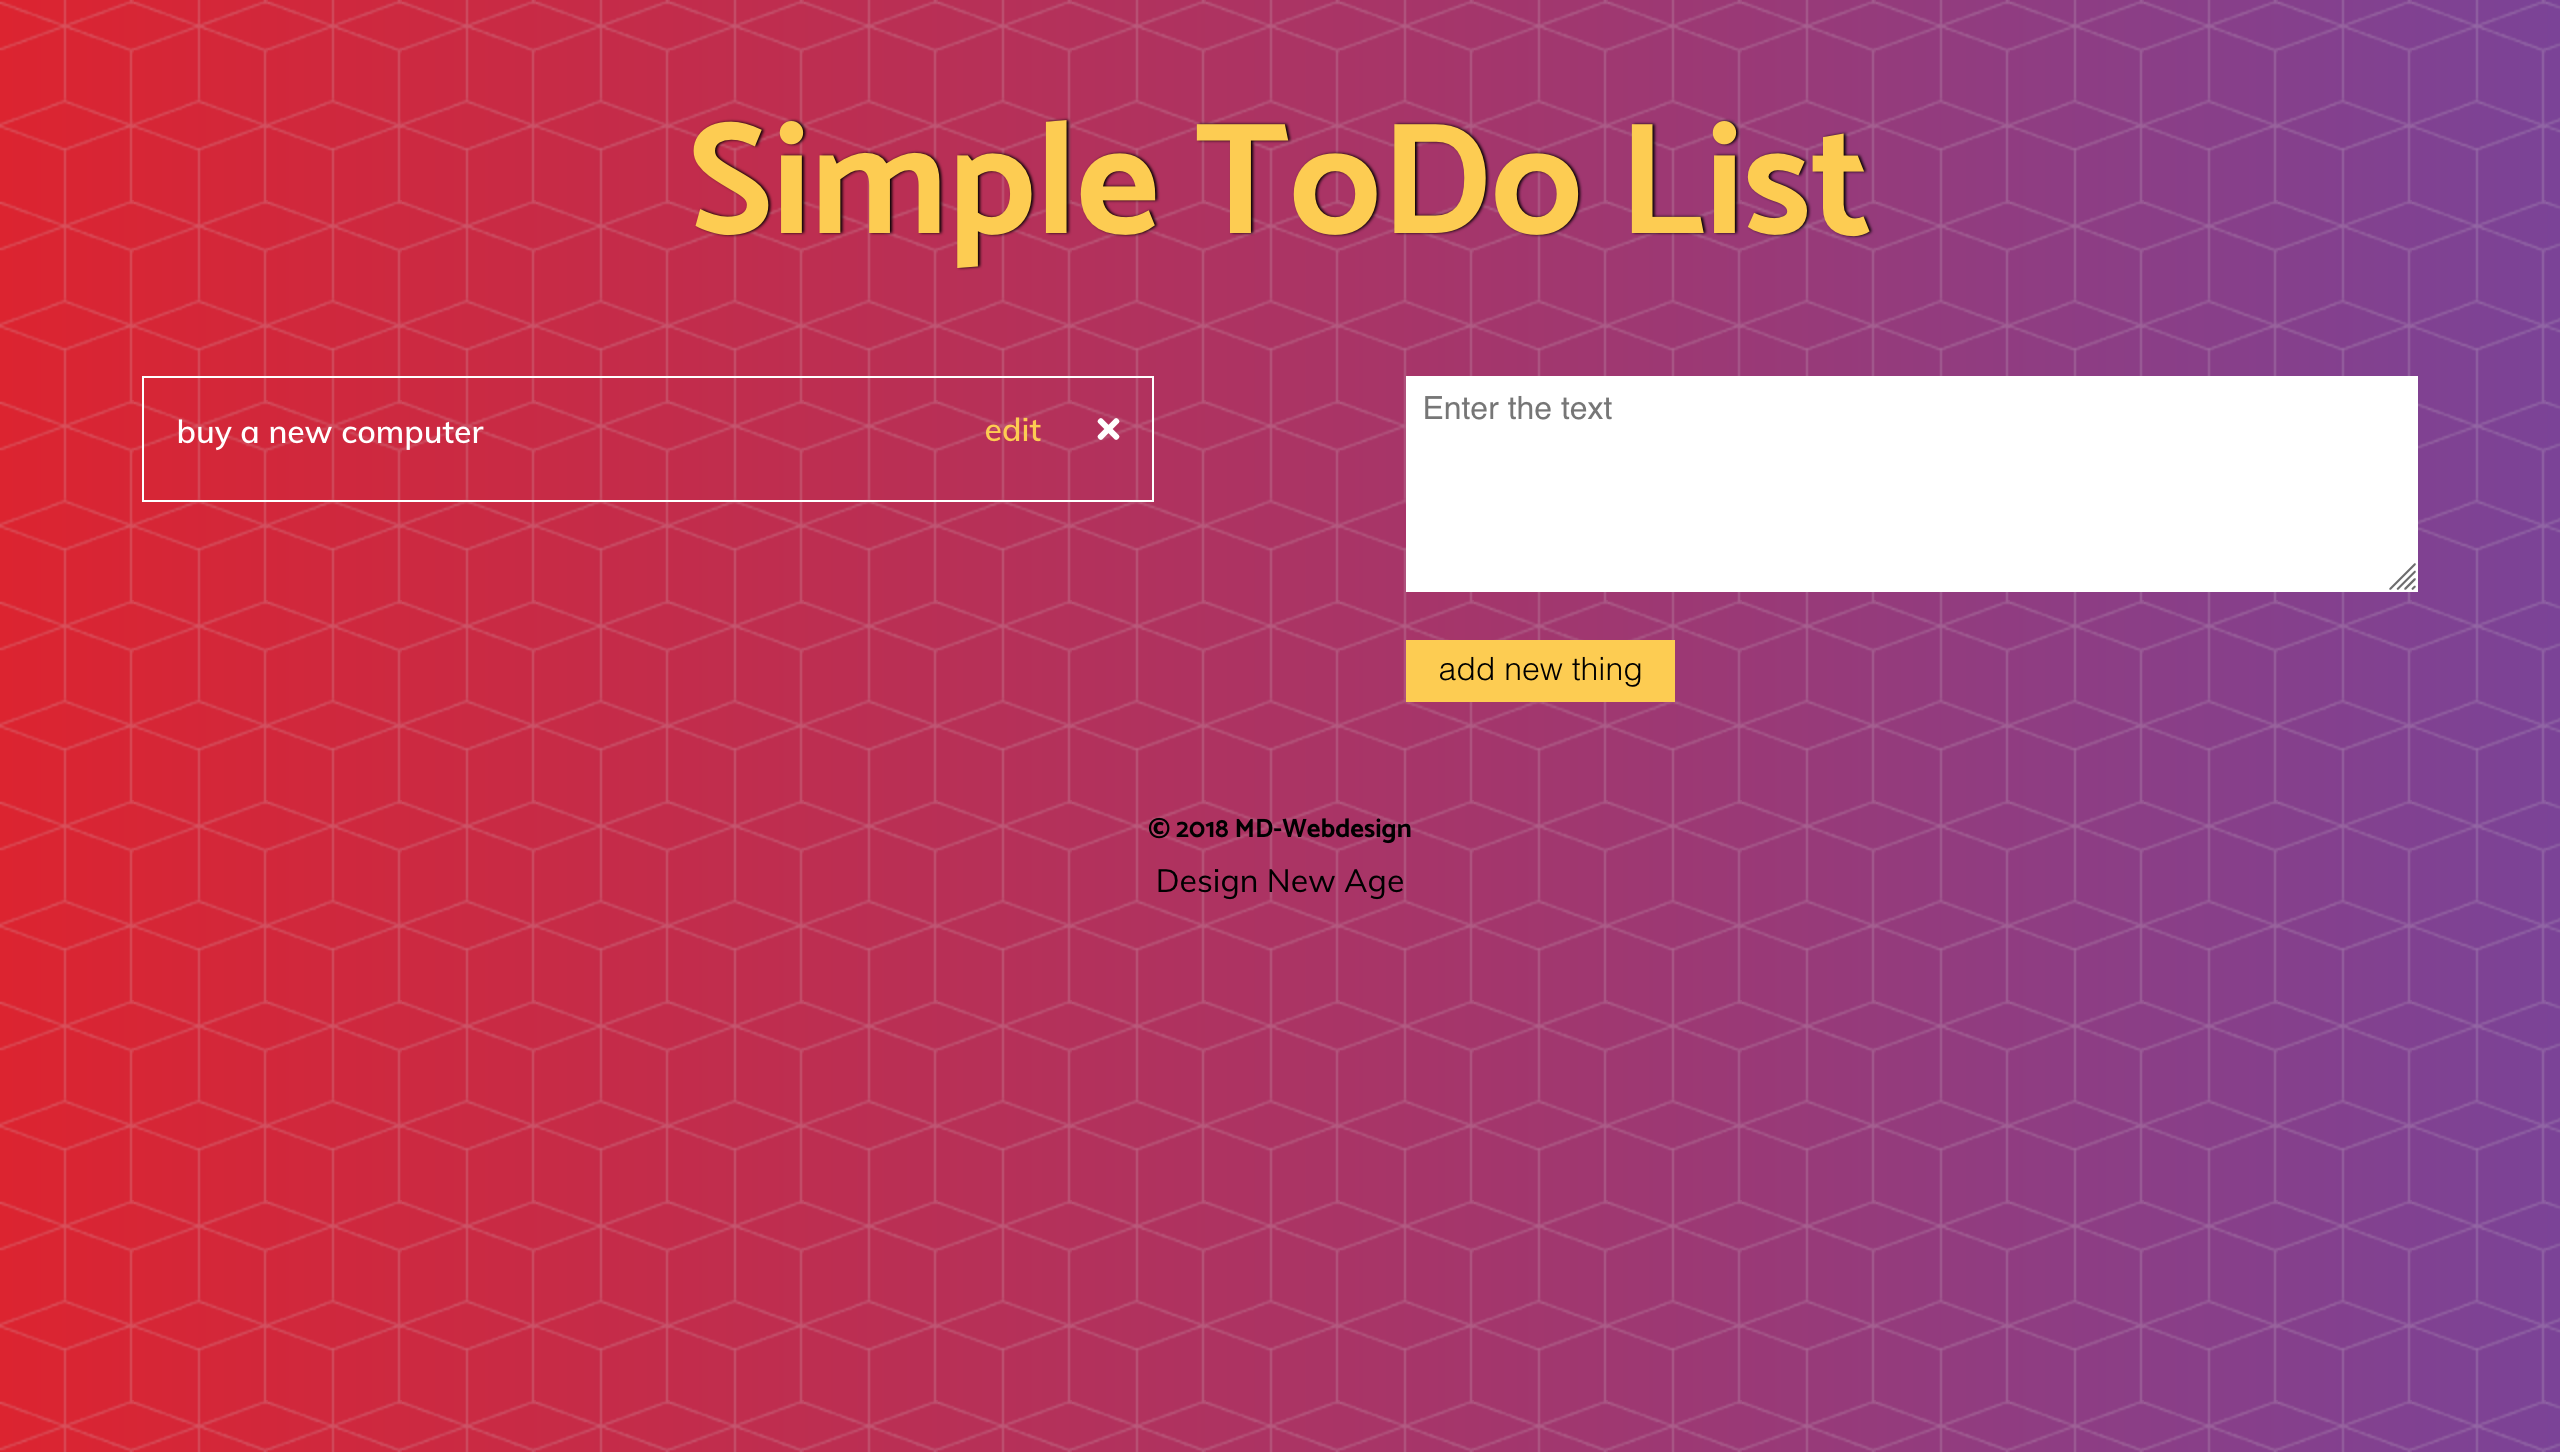 Simple ToDo List
buy a new computer edit
Enter the text
add new thing
© 2018 MD-Webdesign
Design New Age